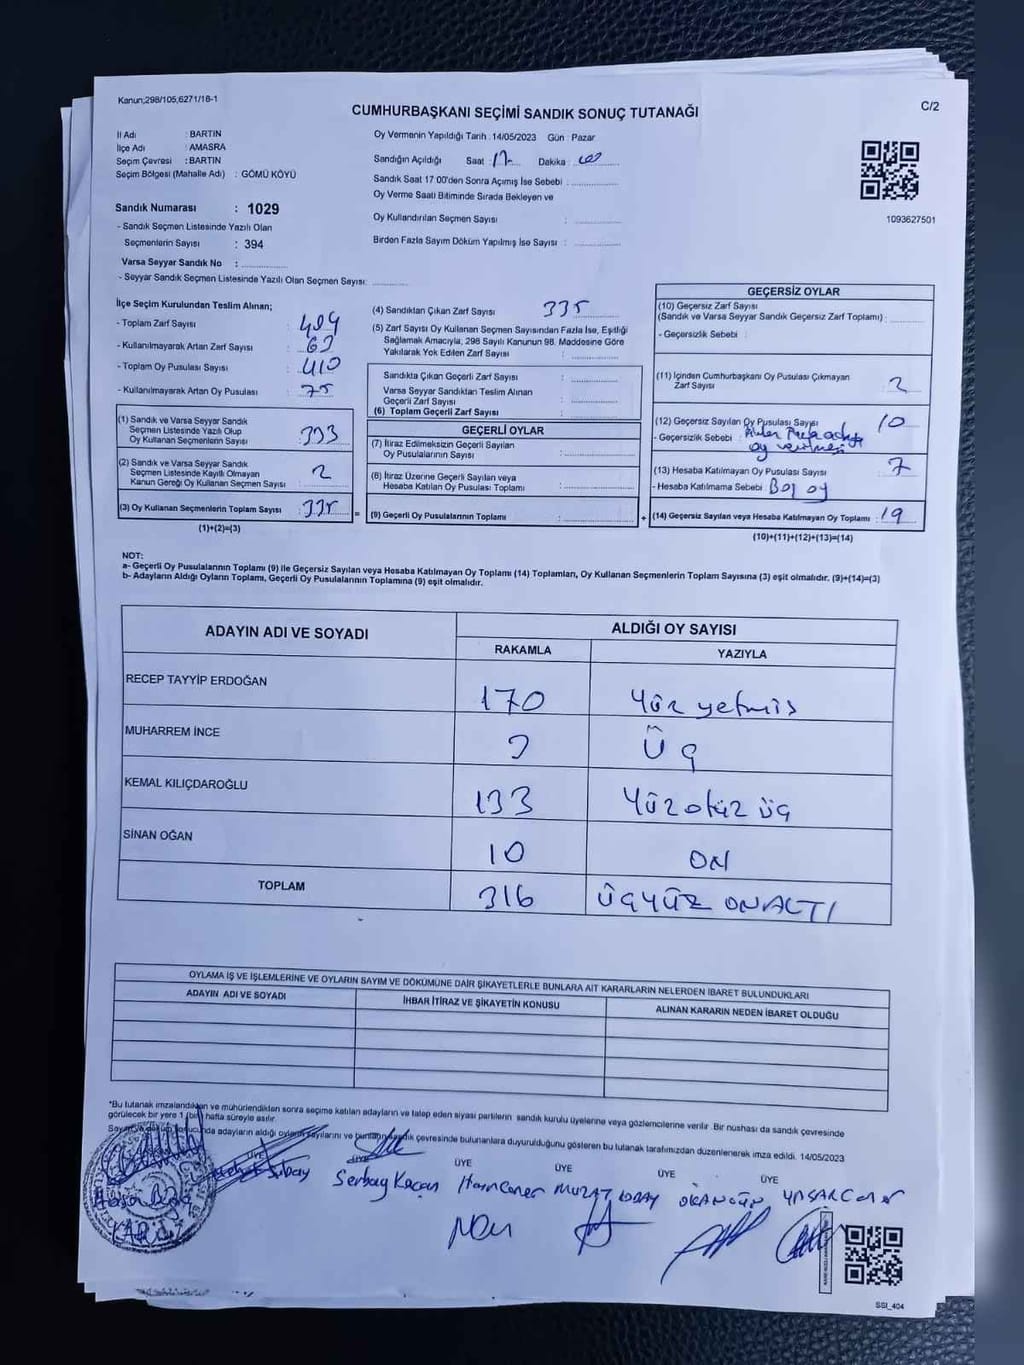 Kanun;298/105,6271/16-1
CUMHURBAŞKANI SEÇİMİ SANDIK SONUÇ TUTANAĞI
C/2
İl Adı : BARTIN
İlçe Adı : AMASRA
Seçim Çevresi : BARTIN
Seçim Bölgesi (Mahalle Adı) : GÖMÜ KÖYÜ
Sandık Numarası : 1029
- Sandık Seçmen Listesinde Yazılı Olan
Seçmenlerin Sayısı : 394
Varsa Seyyar Sandık No :
- Seyyar Sandık Seçmen Listesinde Yazılı Olan Seçmen Sayısı:
Oy Vermenin Yapıldığı Tarih : 14/05/2023 Gün : Pazar
Sandığın Açıldığı Saat : 17 Dakika : 00
Sandık Saat 17 00'den Sonra Açımış İse Sebebi :
Oy Verme Saati Bitiminde Sırada Bekleyen ve
Oy Kullandırılan Seçmen Sayısı :
Birden Fazla Sayım Döküm Yapılmış İse Sayısı :
1093627501
İlçe Seçim Kurulundan Teslim Alınan;
- Toplam Zarf Sayısı : 404
- Kullanılmayarak Artan Zarf Sayısı : 69
- Toplam Oy Pusulası Sayısı : 410
- Kullanılmayarak Artan Oy Pusulası : 75
(1) Sandık ve Varsa Seyyar Sandık
Seçmen Listesinde Yazılı Olup
Oy Kullanan Seçmenlerin Sayısı : 333
(2) Sandık ve Varsa Seyyar Sandık
Seçmen Listesinde Kayıtlı Olmayan
Kanun Gereği Oy Kullanan Seçmen Sayısı : 2
(3) Oy Kullanan Seçmenlerin Toplam Sayısı : 335
(1)+(2)=(3)
(4) Sandıktan Çıkan Zarf Sayısı : 335
(5) Zarf Sayısı Oy Kullanan Seçmen Sayısından Fazla İse, Eşitliği
Sağlamak Amacıyla, 298 Sayılı Kanunun 98. Maddesine Göre
Yakılarak Yok Edilen Zarf Sayısı :
Sandıkta Çıkan Geçerli Zarf Sayısı :
Varsa Seyyar Sandıkları Teslim Alınan
Geçerli Zarf Sayısı :
(6) Toplam Geçerli Zarf Sayısı :
GEÇERLİ OYLAR
(7) İtiraz Edilmeksizin Geçerli Sayılan
Oy Pusulalarının Sayısı :
(8) İtiraz Üzerine Geçerli Sayılan veya
Hesaba Katılan Oy Pusulası Toplamı :
= (9) Geçerli Oy Pusulalarının Toplamı :
GEÇERSİZ OYLAR
(10) Geçersiz Zarf Sayısı
(Sandık ve Varsa Seyyar Sandık Geçersiz Zarf Toplamı) :
- Geçersizlik Sebebi :
(11) İçinden Cumhurbaşkanı Oy Pusulası Çıkmayan
Zarf Sayısı : 2
(12) Geçersiz Sayılan Oy Pusulası Sayısı : 10
- Geçersizlik Sebebi :
oy verilmesi
(13) Hesaba Katılmayan Oy Pusulası Sayısı : 7
- Hesaba Katılmama Sebebi : Boş oy
+ (14) Geçersiz Sayılan veya Hesaba Katılmayan Oy Toplamı : 19
(10)+(11)+(12)+(13)=(14)
NOT:
a- Geçerli Oy Pusulalarının Toplamı (9) ile Geçersiz Sayılan veya Hesaba Katılmayan Oy Toplamı (14) Toplamları, Oy Kullanan Seçmenlerin Toplam Sayısına (3) eşit olmalıdır. (9)+(14)=(3)
b- Adayların Aldığı Oyların Toplamı, Geçerli Oy Pusulalarının Toplamına (9) eşit olmalıdır.
ADAYIN ADI VE SOYADI
ALDIĞI OY SAYISI
RAKAMLA YAZIYLA
RECEP TAYYİP ERDOĞAN 170 Yüz yetmiş
MUHARREM İNCE 3 Üç
KEMAL KILIÇDAROĞLU 133 Yüz otuz üç
SİNAN OĞAN 10 ON
TOPLAM 316 ÜÇYÜZ ONALTI
OYLAMA İŞ VE İŞLEMLERİNE VE OYLARIN SAYIM VE DÖKÜMÜNE DAİR ŞİKAYETLERLE BUNLARA AİT KARARLARIN NELERDEN İBARET BULUNDUKLARI
ADAYIN ADI VE SOYADI İHBAR İTİRAZ VE ŞİKAYETİN KONUSU ALINAN KARARIN NEDEN İBARET OLDUĞU
*Bu tutanak imzalandıktan ve mühürlendikten sonra seçime katılan adayların ve talep eden siyasi partilerin sandık kurulu üyelerine veya gözlemcilerine verilir. Bir nüshası da sandık çevresinde
görülecek bir yere 1 (bir) hafta süreyle asılır.
adayların aldığı oyların sayılarını ve bunların sandık çevresinde bulunanlara duyurulduğunu gösteren bu tutanak tarafımızdan düzenlenerek imza edildi. 14/05/2023
ÜYE ÜYE ÜYE ÜYE ÜYE
Serbay Koçan MURAT YAŞAR CANER
SSI_404